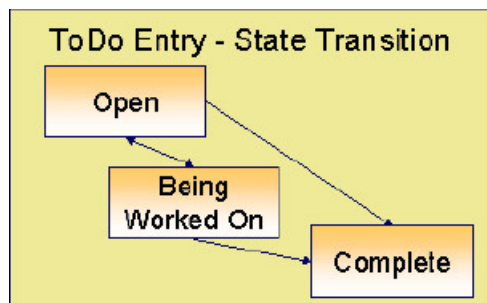 ToDo Entry - State Transition
Open
Being
Worked On
Complete